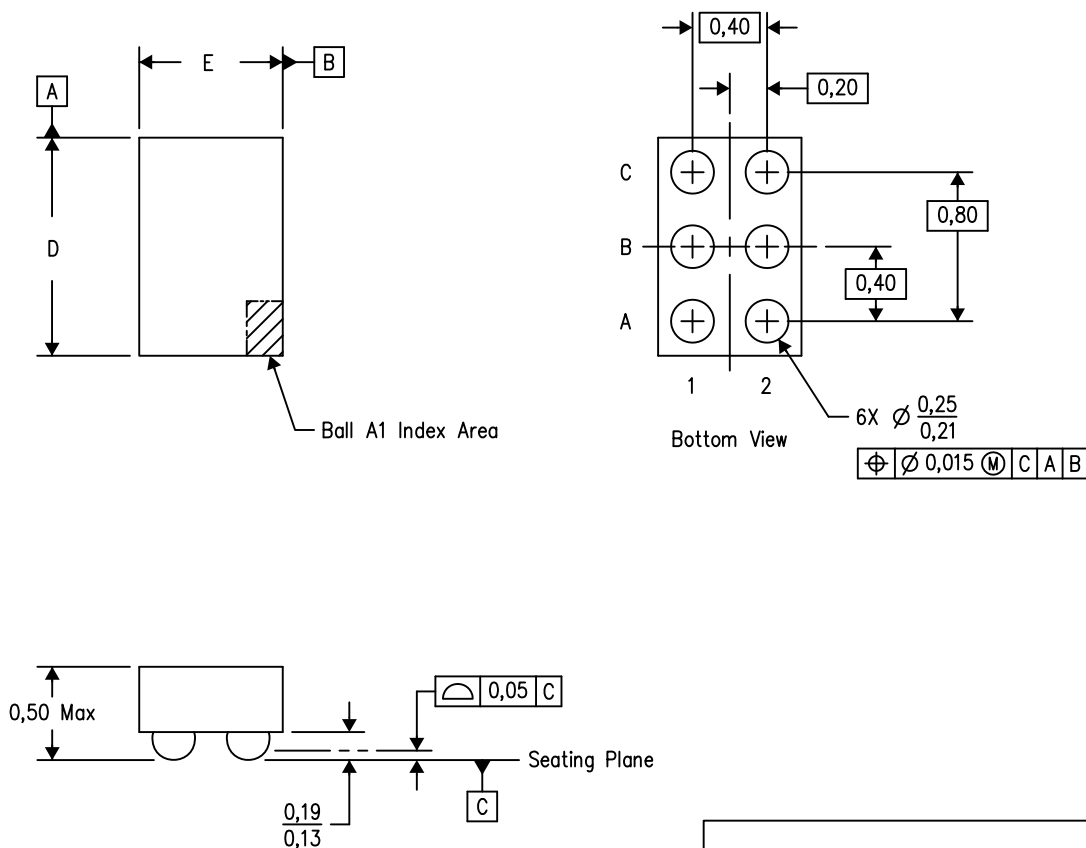 0,40
E
B
A
0,20
C
D
B
0,80
0,40
A
1 2
6X Ø 0,25
0,21
Ball A1 Index Area
Bottom View
⌖ Ø 0,015 Ⓜ C A B
0,50 Max
⌓ 0,05 C
Seating Plane
C
0,19
0,13